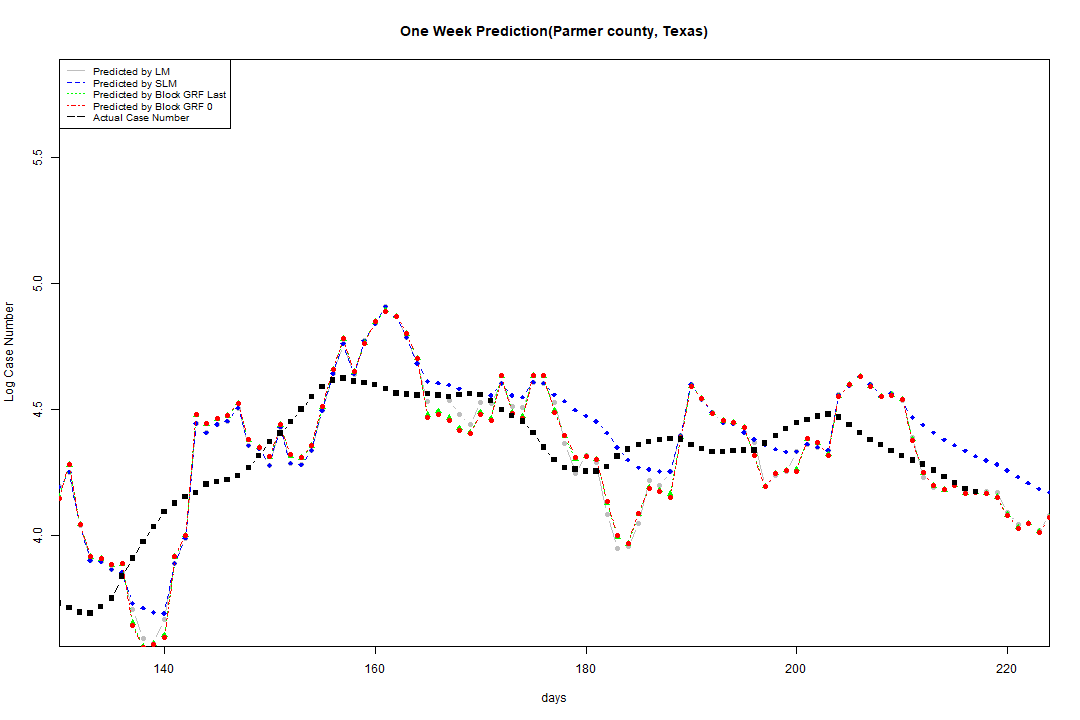 One Week Prediction(Parmer county, Texas)
Predicted by LM
Predicted by SLM
Predicted by Block GRF Last
Predicted by Block GRF 0
Actual Case Number
5.5
5.0
4.5
4.0
Log Case Number
140 160 180 200 220
days